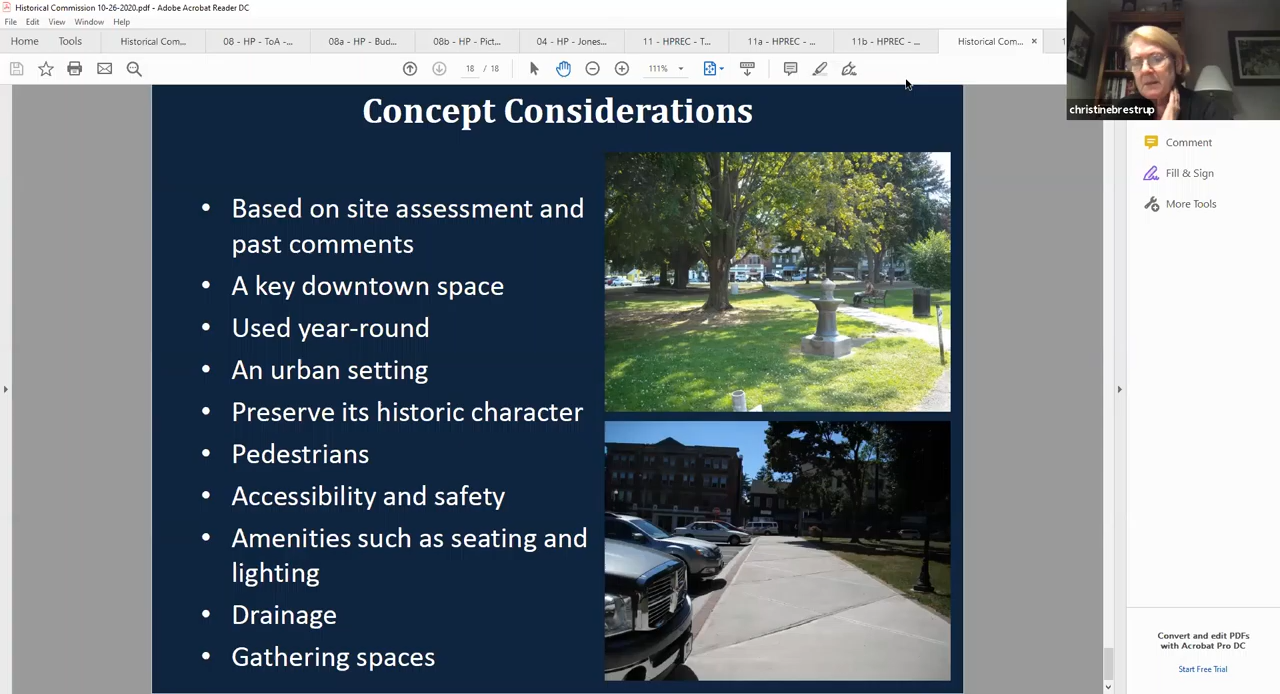 Historical Commission 10-26-2020.pdf - Adobe Acrobat Reader DC
File Edit View Window Help
Home Tools Historical Com... 08 - HP - ToA -... 08a - HP - Bud... 08b - HP - Pict... 04 - HP - Jones... 11 - HPREC - T... 11a - HPREC - ... 11b - HPREC - ... Historical Com... ×
18 / 18 111%
christinebrestrup
Comment
Fill & Sign
More Tools
Concept Considerations
• Based on site assessment and
past comments
• A key downtown space
• Used year-round
• An urban setting
• Preserve its historic character
• Pedestrians
• Accessibility and safety
• Amenities such as seating and
lighting
• Drainage
• Gathering spaces
Convert and edit PDFs
with Acrobat Pro DC
Start Free Trial